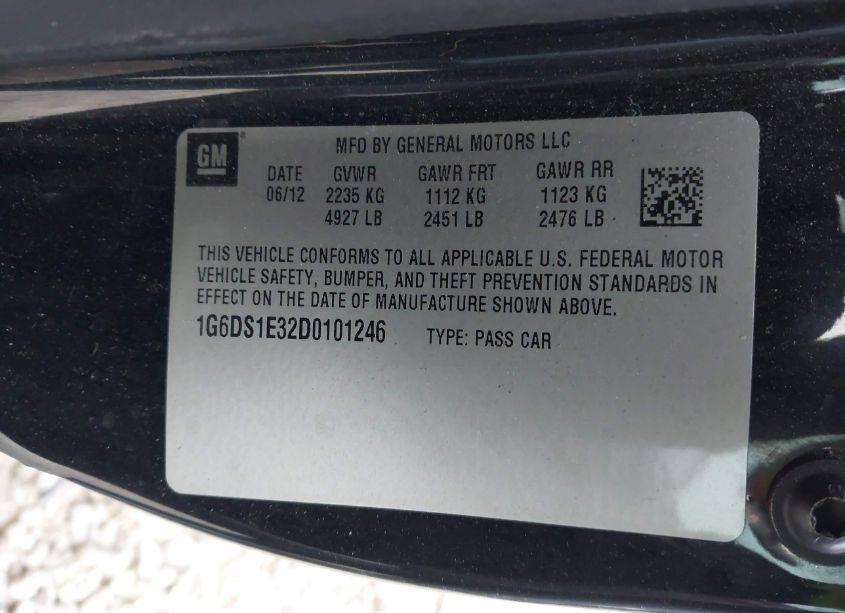 GM
MFD BY GENERAL MOTORS LLC
DATE GVWR GAWR FRT GAWR RR
06/12 2235 KG 1112 KG 1123 KG
4927 LB 2451 LB 2476 LB
THIS VEHICLE CONFORMS TO ALL APPLICABLE U.S. FEDERAL MOTOR
VEHICLE SAFETY, BUMPER, AND THEFT PREVENTION STANDARDS IN
EFFECT ON THE DATE OF MANUFACTURE SHOWN ABOVE.
1G6DS1E32D0101246 TYPE: PASS CAR